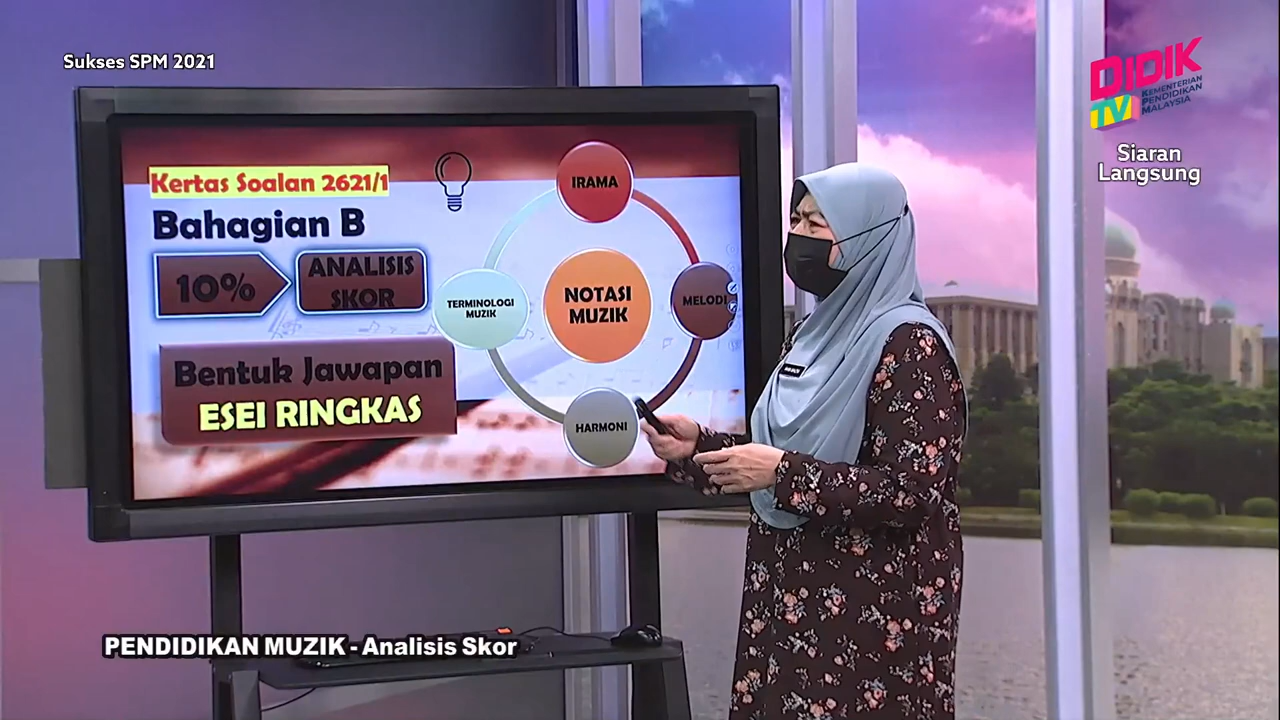 Sukses SPM 2021
DIDIK
TV
KEMENTERIAN
PENDIDIKAN
MALAYSIA
Siaran
Langsung
Kertas Soalan 2621/1
Bahagian B
10%
ANALISIS
SKOR
Bentuk Jawapan
ESEI RINGKAS
IRAMA
TERMINOLOGI
MUZIK
NOTASI
MUZIK
MELODI
HARMONI
PENDIDIKAN MUZIK - Analisis Skor